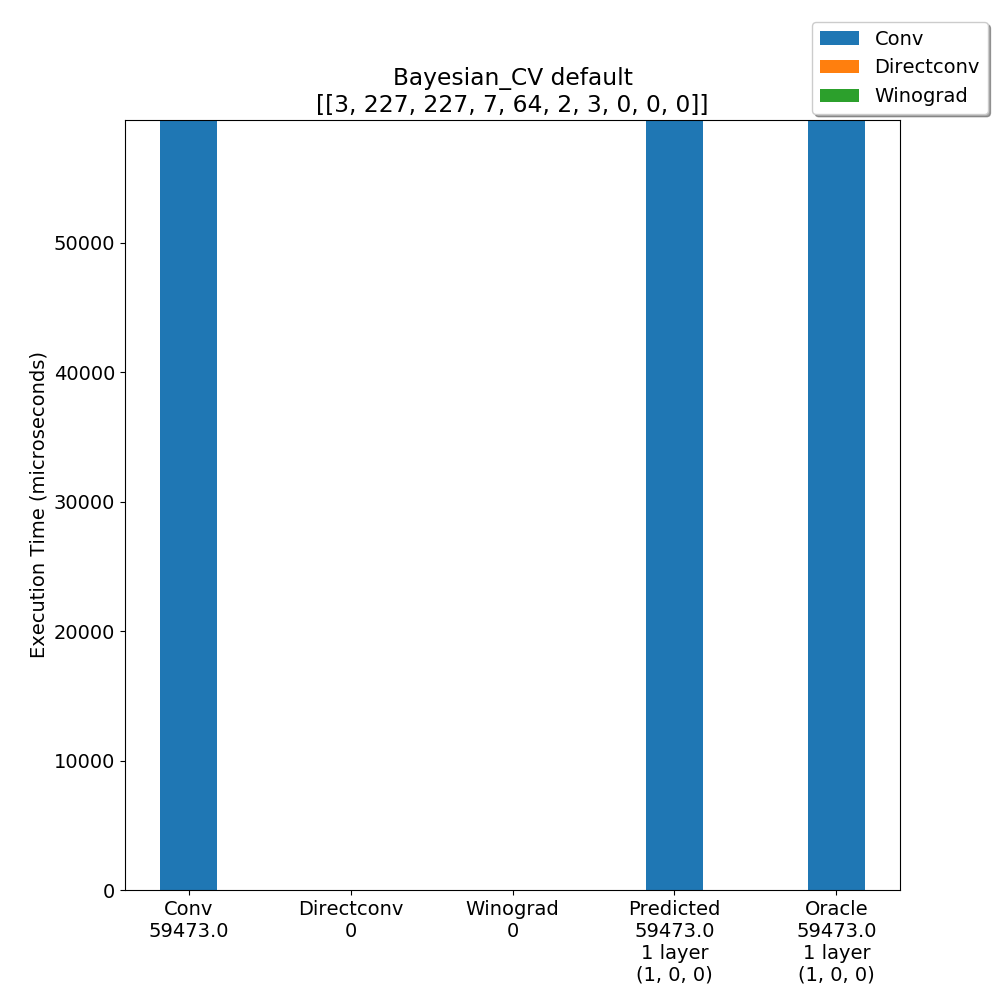 Conv
Directconv
Winograd
Bayesian_CV default
[[3, 227, 227, 7, 64, 2, 3, 0, 0, 0]]
Execution Time (microseconds)
50000
40000
30000
20000
10000
0
Conv
59473.0
Directconv
0
Winograd
0
Predicted
59473.0
1 layer
(1, 0, 0)
Oracle
59473.0
1 layer
(1, 0, 0)